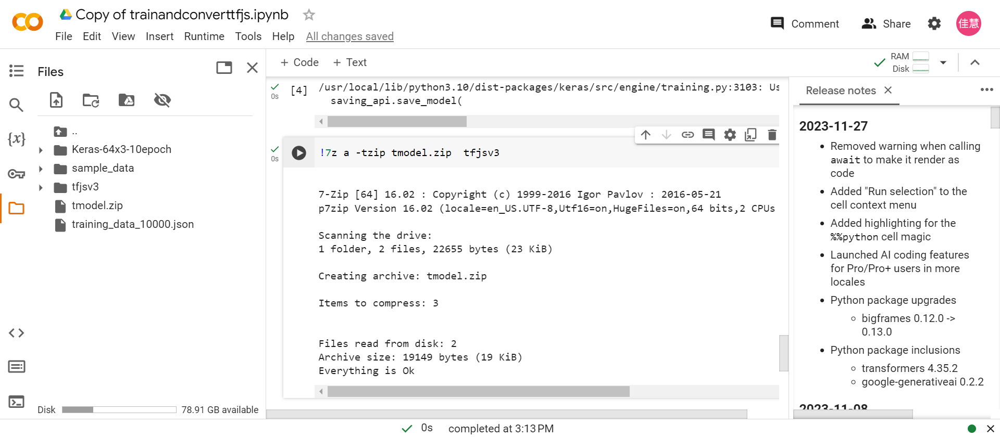 Copy of trainandconverttfjs.ipynb
File Edit View Insert Runtime Tools Help All changes saved
Comment
Share
佳慧
Files
..
Keras-64x3-10epoch
sample_data
tfjsv3
tmodel.zip
training_data_10000.json
Disk 78.91 GB available
+ Code + Text
RAM
Disk
0s
[4]
/usr/local/lib/python3.10/dist-packages/keras/src/engine/training.py:3103: Us
saving_api.save_model(
0s
!7z a -tzip tmodel.zip  tfjsv3
7-Zip [64] 16.02 : Copyright (c) 1999-2016 Igor Pavlov : 2016-05-21
p7zip Version 16.02 (locale=en_US.UTF-8,Utf16=on,HugeFiles=on,64 bits,2 CPUs
Scanning the drive:
1 folder, 2 files, 22655 bytes (23 KiB)
Creating archive: tmodel.zip
Items to compress: 3
Files read from disk: 2
Archive size: 19149 bytes (19 KiB)
Everything is Ok
Release notes
2023-11-27
Removed warning when calling
await to make it render as
code
Added "Run selection" to the
cell context menu
Added highlighting for the
%%python cell magic
Launched AI coding features
for Pro/Pro+ users in more
locales
Python package upgrades
bigframes 0.12.0 ->
0.13.0
Python package inclusions
transformers 4.35.2
google-generativeai 0.2.2
2023-11-08
0s completed at 3:13 PM